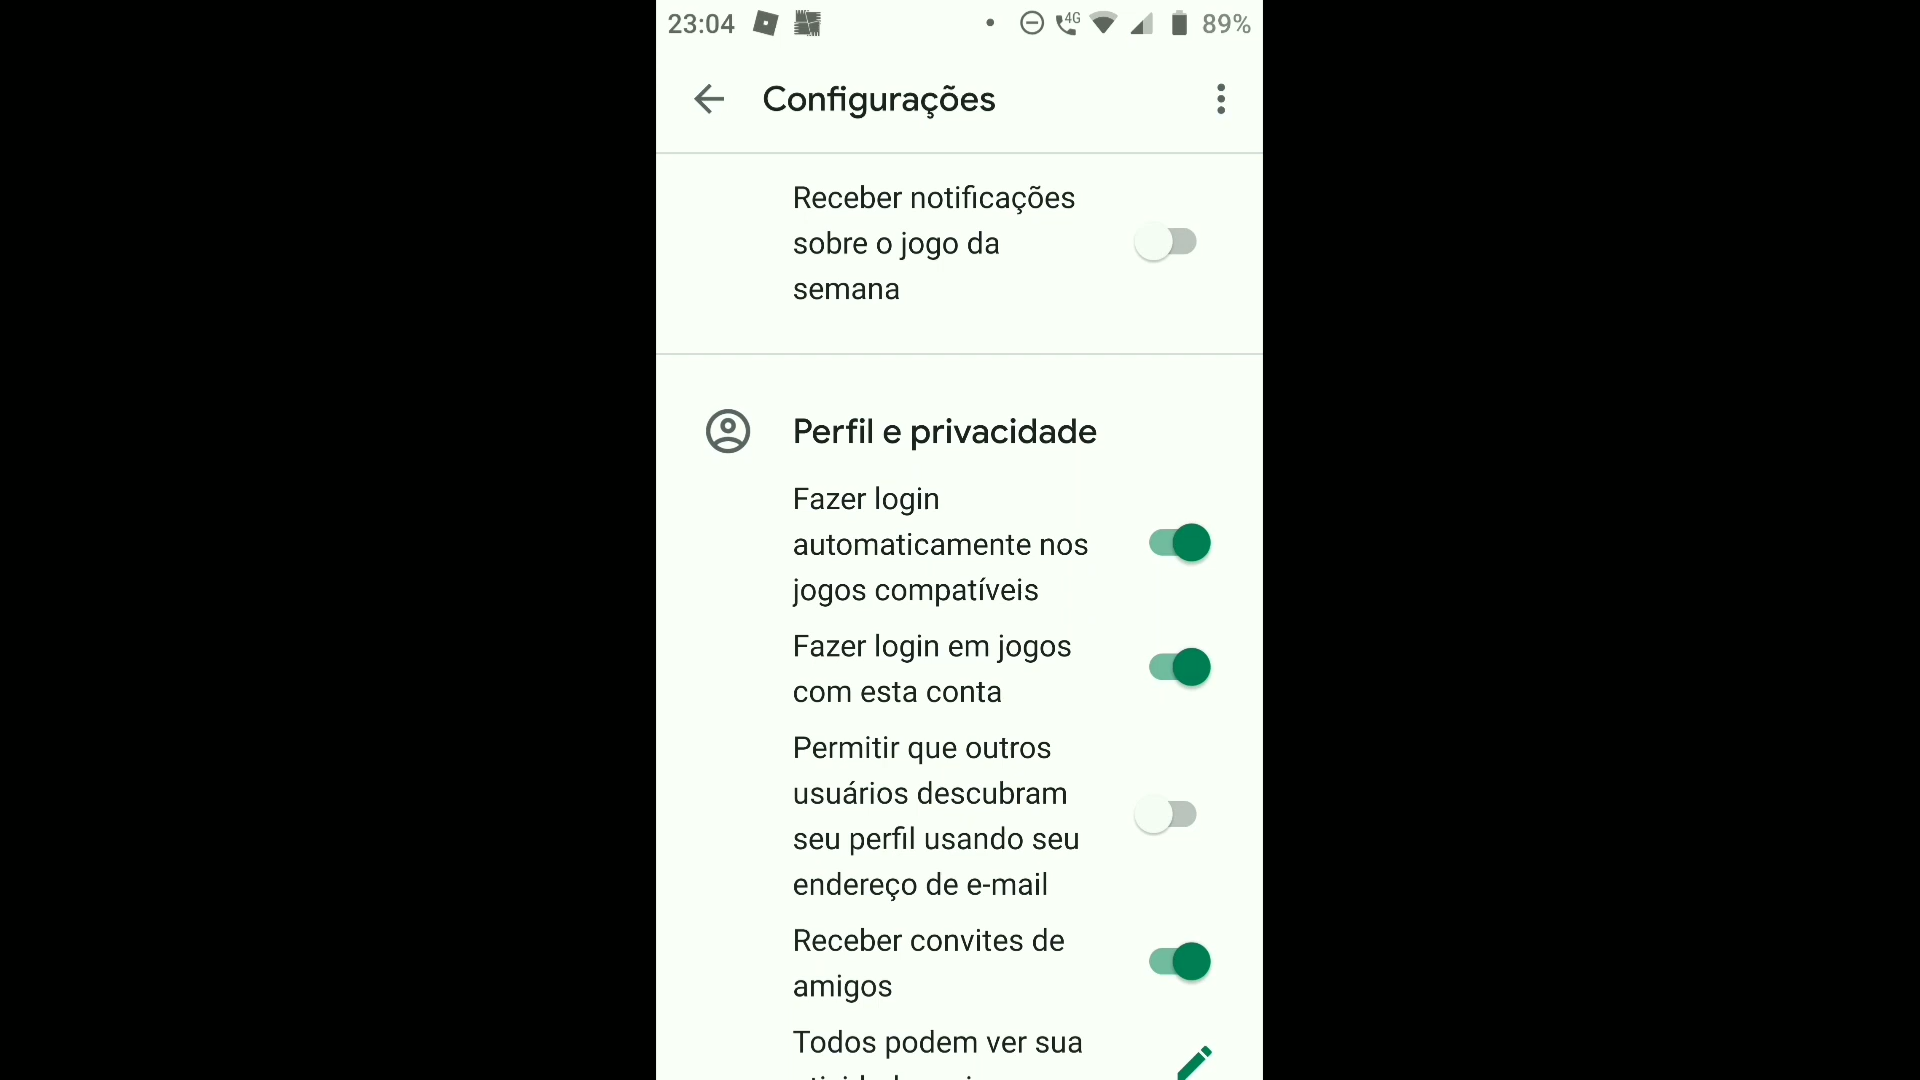 23:04
4G
89%
Configurações
Receber notificações
sobre o jogo da
semana
Perfil e privacidade
Fazer login
automaticamente nos
jogos compatíveis
Fazer login em jogos
com esta conta
Permitir que outros
usuários descubram
seu perfil usando seu
endereço de e-mail
Receber convites de
amigos
Todos podem ver sua